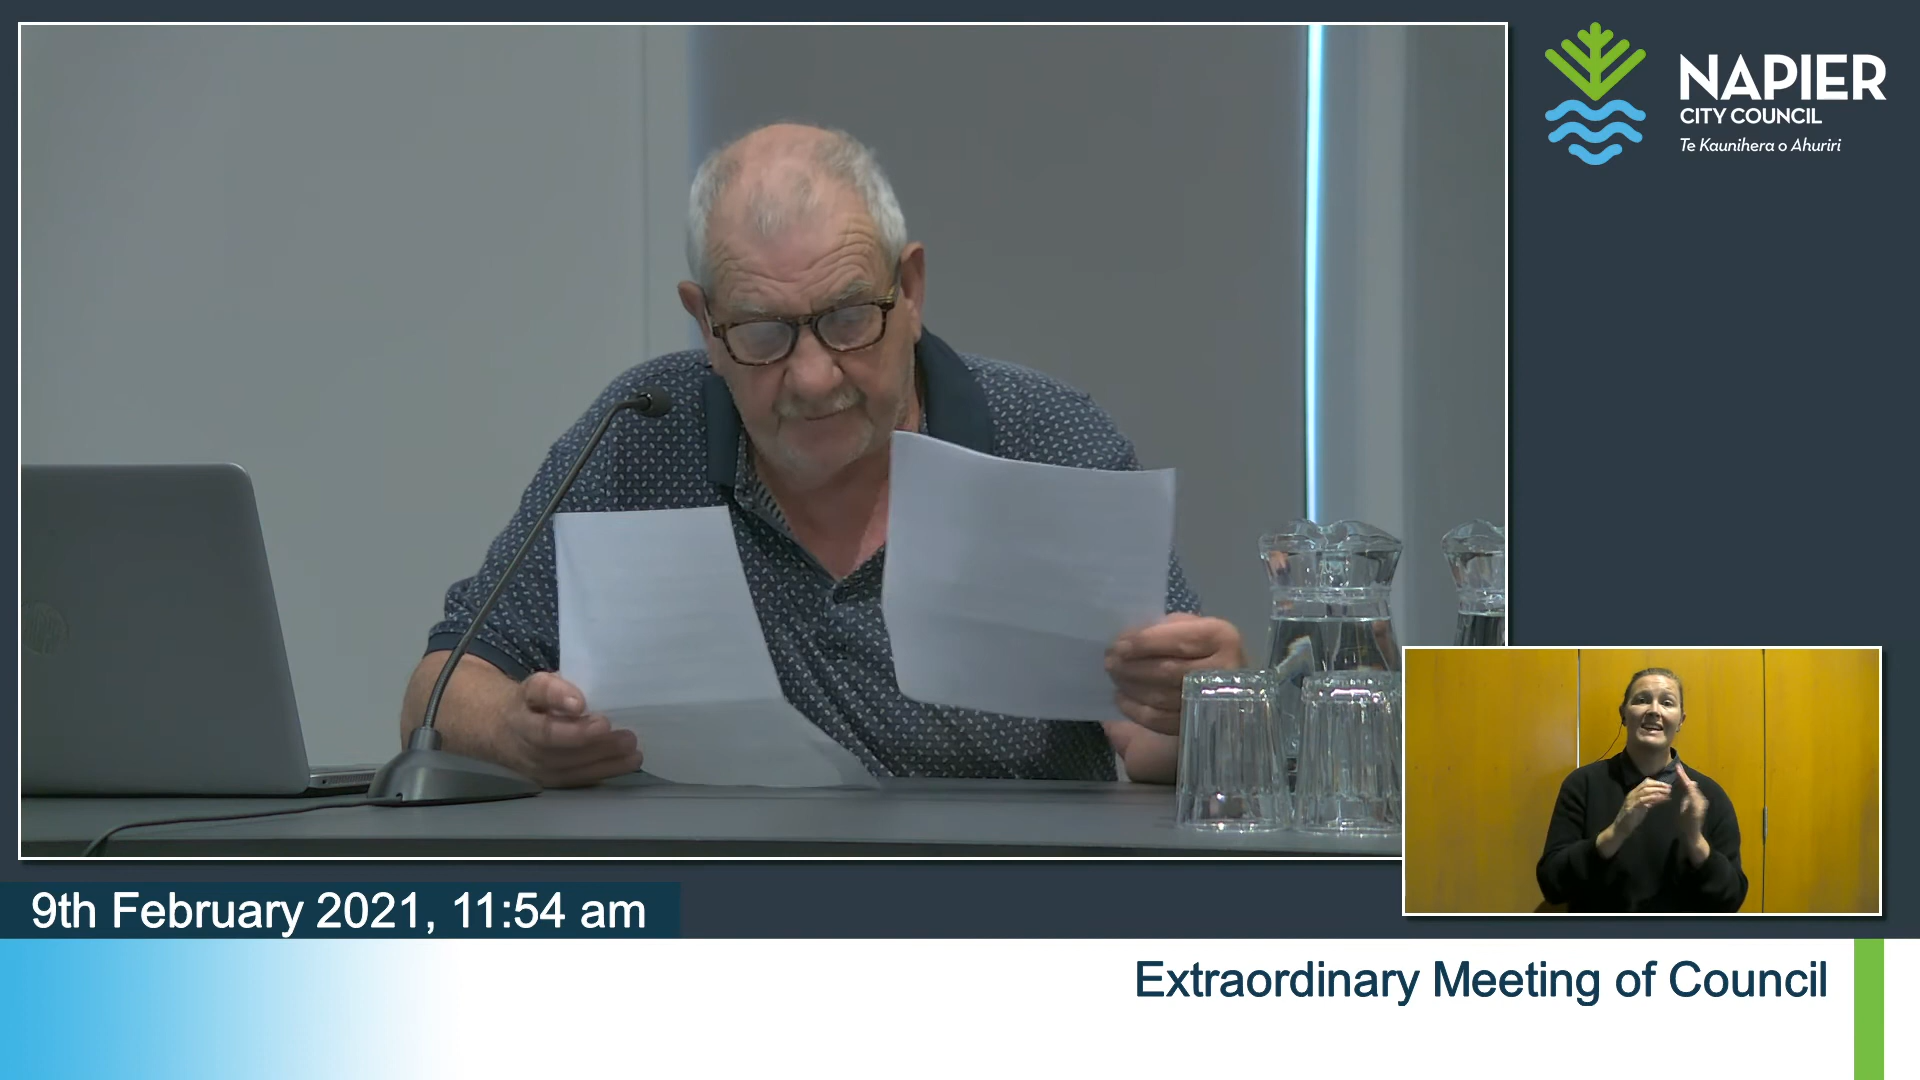 NAPIER
CITY COUNCIL
Te Kaunihera o Ahuriri
9th February 2021, 11:54 am
Extraordinary Meeting of Council